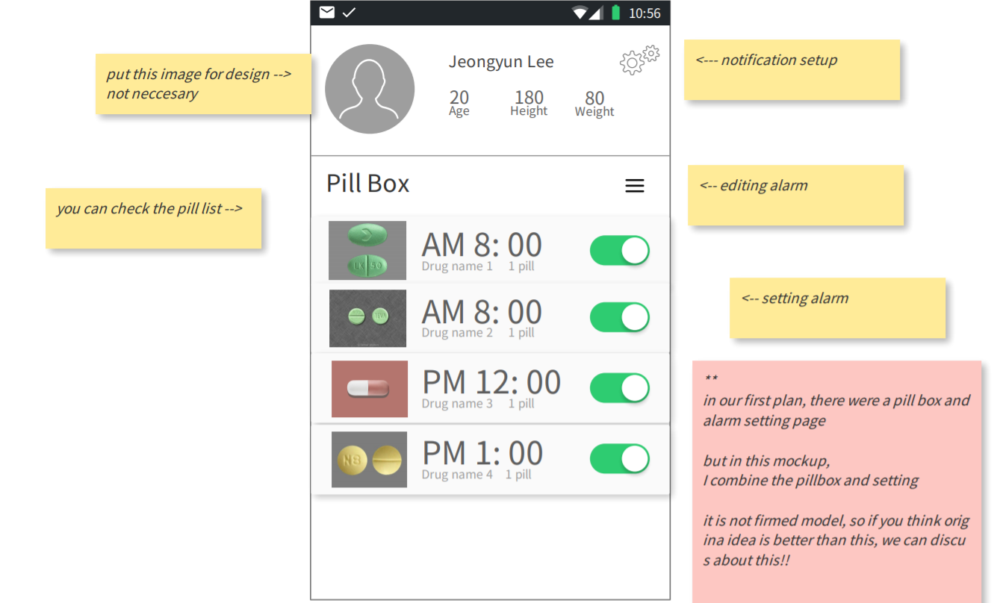 10:56
put this image for design -->
not neccesary
Jeongyun Lee
20 180 80
Age Height Weight
<--- notification setup
Pill Box
<-- editing alarm
you can check the pill list -->
AM 8: 00
Drug name 1 1 pill
AM 8: 00
Drug name 2 1 pill
<-- setting alarm
PM 12: 00
Drug name 3 1 pill
N8
PM 1: 00
Drug name 4 1 pill
**
in our first plan, there were a pill box and
alarm setting page
but in this mockup,
I combine the pillbox and setting
it is not firmed model, so if you think orig
ina idea is better than this, we can discu
s about this!!